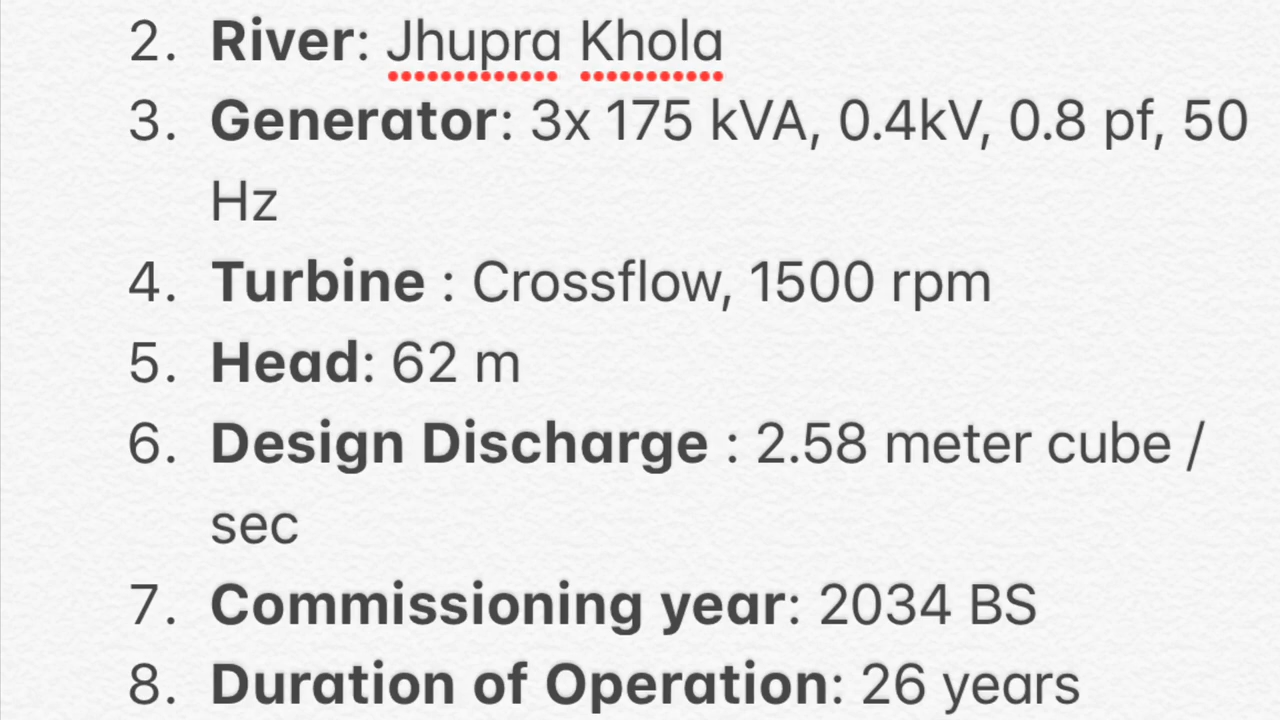 2. River: Jhupra Khola
3. Generator: 3x 175 kVA, 0.4kV, 0.8 pf, 50
Hz
4. Turbine : Crossflow, 1500 rpm
5. Head: 62 m
6. Design Discharge : 2.58 meter cube /
sec
7. Commissioning year: 2034 BS
8. Duration of Operation: 26 years